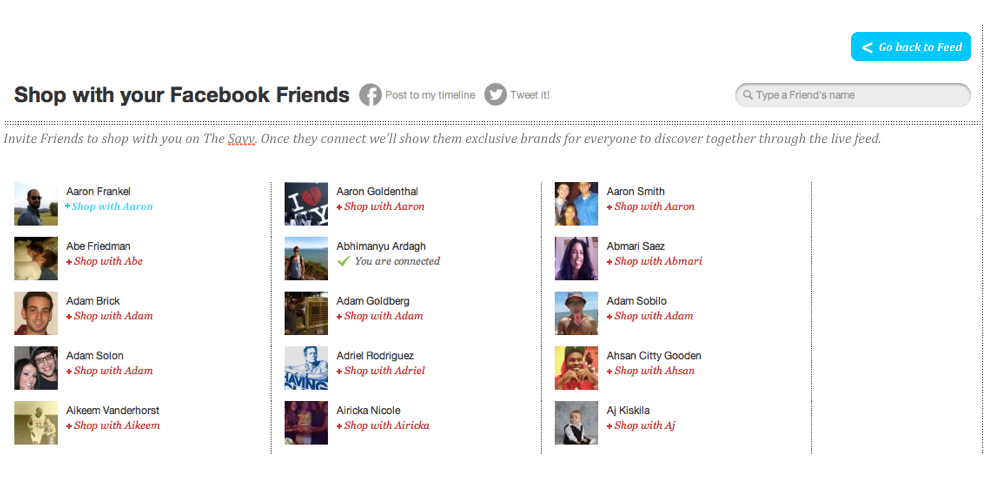 < Go back to Feed
Shop with your Facebook Friends Post to my timeline Tweet it! Type a Friend's name
Invite Friends to shop with you on The Savy. Once they connect we'll show them exclusive brands for everyone to discover together through the live feed.
Aaron Frankel Aaron Goldenthal Aaron Smith
+ Shop with Aaron + Shop with Aaron + Shop with Aaron
Abe Friedman Abhimanyu Ardagh Abmari Saez
+ Shop with Abe You are connected + Shop with Abmari
Adam Brick Adam Goldberg Adam Sobilo
+ Shop with Adam + Shop with Adam + Shop with Adam
Adam Solon Adriel Rodriguez Ahsan Citty Gooden
+ Shop with Adam + Shop with Adriel + Shop with Ahsan
Aikeem Vanderhorst Airicka Nicole Aj Kiskila
+ Shop with Aikeem + Shop with Airicka + Shop with Aj